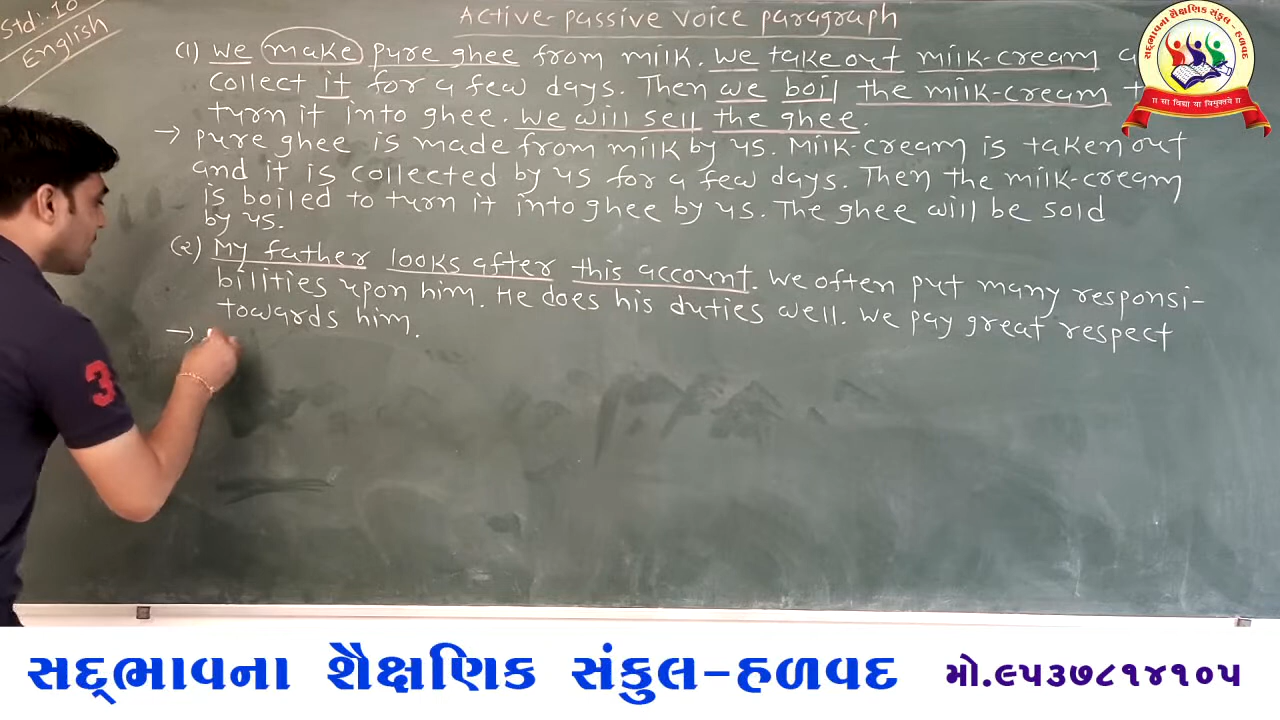 Std:-10
English
Active-passive voice paragraph
(1) We make pure ghee from milk. We take out milk-cream
collect it for a few days. Then we boil the milk-cream
turn it into ghee. We will sell the ghee.
→ Pure ghee is made from milk by us. Milk-cream is taken out
and it is collected by us for a few days. Then the milk-cream
is boiled to turn it into ghee by us. The ghee will be sold
by us.
(2) My father looks after this account. We often put many responsi-
bilities upon him. He does his duties well. We pay great respect
towards him.
→
સદ્ભાવના શૈક્ષણિક સંકુલ - હળવદ
॥ સા વિદ્યા યા વિમુક્તયે ॥
સદ્ભાવના શૈક્ષણિક સંકુલ-હળવદ મો.૯૫૩૭૮૧૪૧૦૫